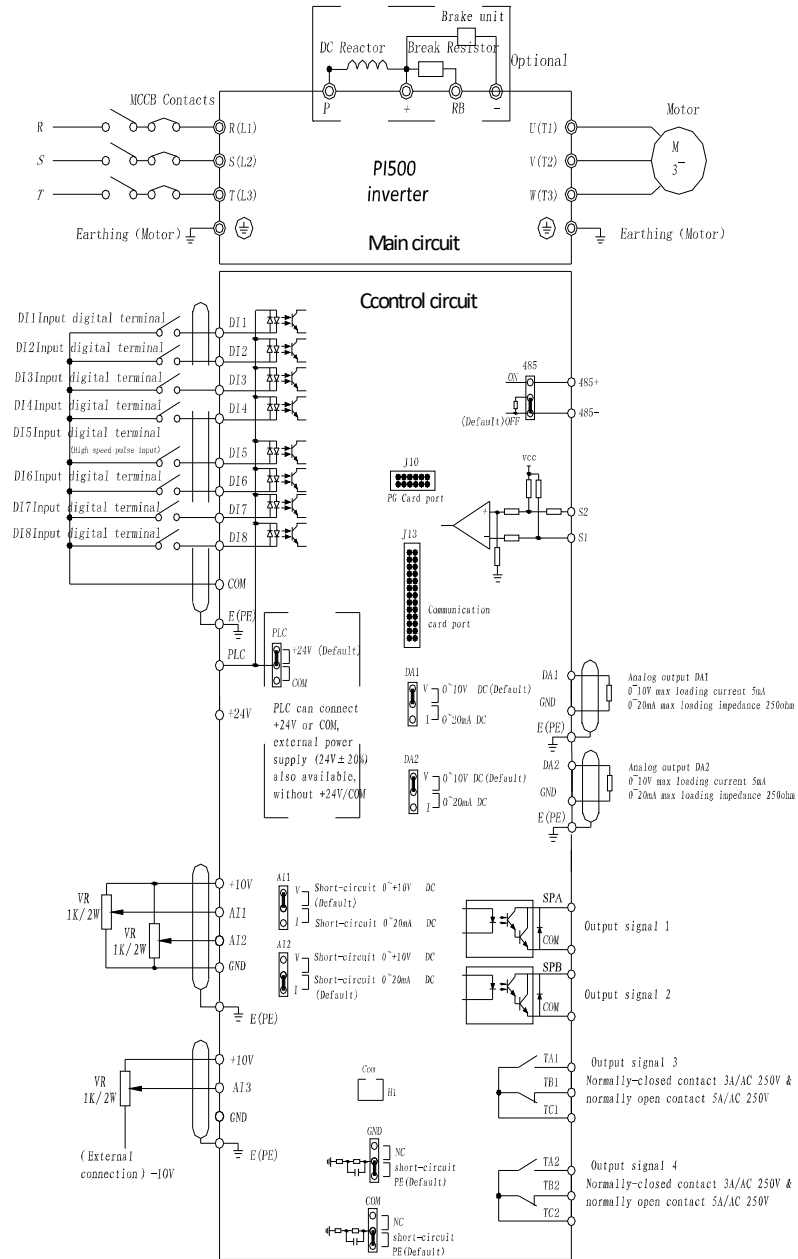 Brake unit
DC Reactor
Break Resistor
Optional
P
+
RB
-
MCCB Contacts
R
R(L1)
U(T1)
Motor
S
S(L2)
V(T2)
M
3~
T
T(L3)
W(T3)
PI500
inverter
Earthing (Motor)
Earthing (Motor)
Main circuit
Ccontrol circuit
DI1Input digital terminal
DI1
DI2Input digital terminal
DI2
DI3Input digital terminal
DI3
DI4Input digital terminal
DI4
DI5Input digital terminal
(High speed pulse input)
DI5
DI6Input digital terminal
DI6
DI7Input digital terminal
DI7
DI8Input digital terminal
DI8
COM
E(PE)
PLC
+24V
485
ON
485+
(Default)OFF
485-
J10
PG Card port
vcc
+
-
S2
S1
J13
Communication
card port
PLC
+24V (Default)
COM
PLC can connect
+24V or COM,
external power
supply (24V±20%)
also available,
without +24V/COM
DA1
V
0~10V DC(Default)
I
0~20mA DC
DA2
V
0~10V DC(Default)
I
0~20mA DC
DA1
GND
E(PE)
Analog output DA1
0~10V max loading current 5mA
0~20mA max loading impedance 250ohm
DA2
GND
E(PE)
Analog output DA2
0~10V max loading current 5mA
0~20mA max loading impedance 250ohm
VR
1K/2W
VR
1K/2W
+10V
AI1
AI2
GND
E(PE)
AI1
V
Short-circuit 0~+10V DC
(Default)
I
Short-circuit 0~20mA DC
AI2
V
Short-circuit 0~+10V DC
I
Short-circuit 0~20mA DC
(Default)
SPA
COM
Output signal 1
SPB
COM
Output signal 2
VR
1K/2W
+10V
AI3
GND
E(PE)
(External
connection) -10V
Com
H1
TA1
TB1
TC1
Output signal 3
Normally-closed contact 3A/AC 250V &
normally open contact 5A/AC 250V
GND
NC
short-circuit
PE(Default)
TA2
TB2
TC2
Output signal 4
Normally-closed contact 3A/AC 250V &
normally open contact 5A/AC 250V
COM
NC
short-circuit
PE(Default)